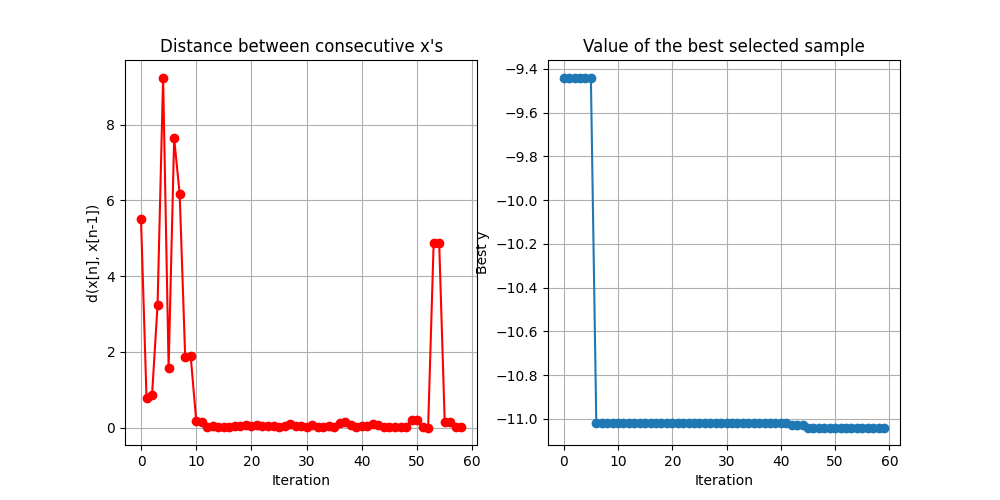 Distance between consecutive x's
d(x[n], x[n-1])
8
6
4
2
0
0 10 20 30 40 50 60
Iteration
Value of the best selected sample
Best y
−9.4
−9.6
−9.8
−10.0
−10.2
−10.4
−10.6
−10.8
−11.0
0 10 20 30 40 50 60
Iteration